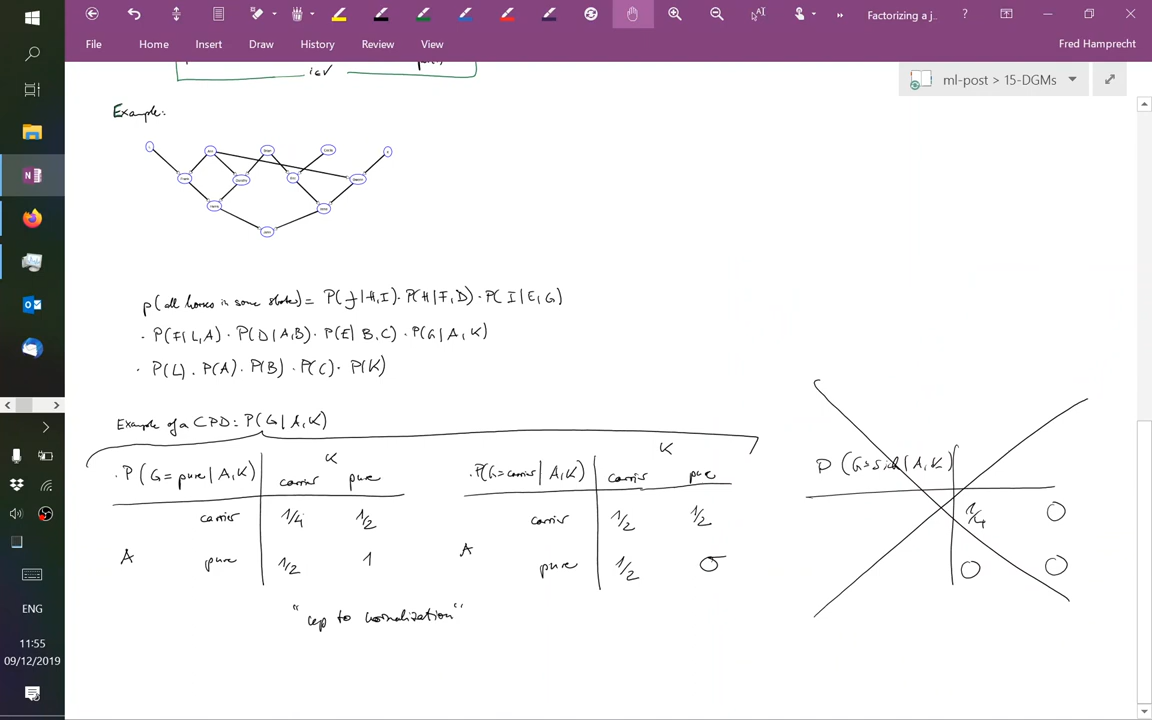 Factorizing a j...
File Home Insert Draw History Review View
Fred Hamprecht
ml-post > 15-DGMs
i∈V
Example:
p(all horses in some states) = P(J|H,I) · P(H|F,D) · P(I|E,G)
· P(F|L,A) · P(D|A,B) · P(E|B,C) · P(G|A,K)
· P(L) · P(A) · P(B) · P(C) · P(K)
Example of a CPD: P(G|A,K)
K
K
· P(G=pure|A,K) carrier pure
· P(G=carrier|A,K) carrier pure
P(G=sick|A,K)
carrier 1/4 1/2
carrier 1/2 1/2
1/4 0
A pure 1/2 1
A pure 1/2 0
0 0
"up to normalization"
ENG
11:55
09/12/2019